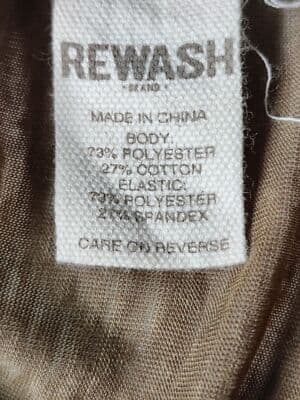 REWASH
· BRAND ·
MADE IN CHINA
BODY:
73% POLYESTER
27% COTTON
ELASTIC:
73% POLYESTER
27% SPANDEX
CARE ON REVERSE